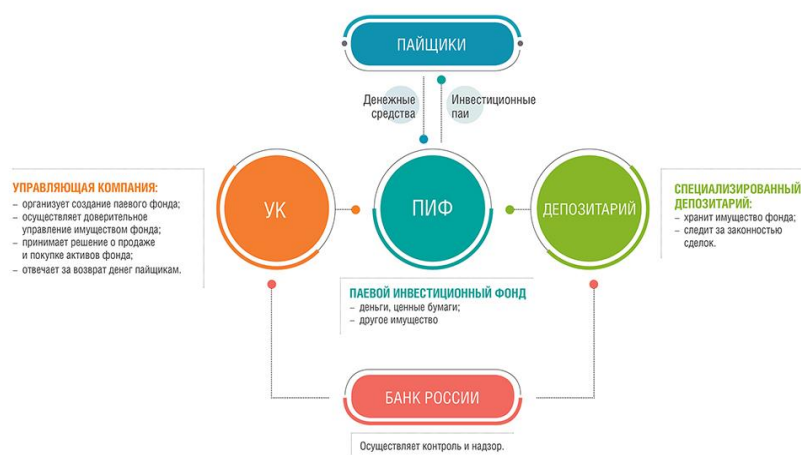 ПАЙЩИКИ
Денежные
средства
Инвестиционные
паи
УПРАВЛЯЮЩАЯ КОМПАНИЯ:
– организует создание паевого фонда;
– осуществляет доверительное
управление имуществом фонда;
– принимает решение о продаже
и покупке активов фонда;
– отвечает за возврат денег пайщикам.
УК
ПИФ
ДЕПОЗИТАРИЙ
СПЕЦИАЛИЗИРОВАННЫЙ
ДЕПОЗИТАРИЙ:
– хранит имущество фонда;
– следит за законностью
сделок.
ПАЕВОЙ ИНВЕСТИЦИОННЫЙ ФОНД
– деньги, ценные бумаги;
– другое имущество
БАНК РОССИИ
Осуществляет контроль и надзор.